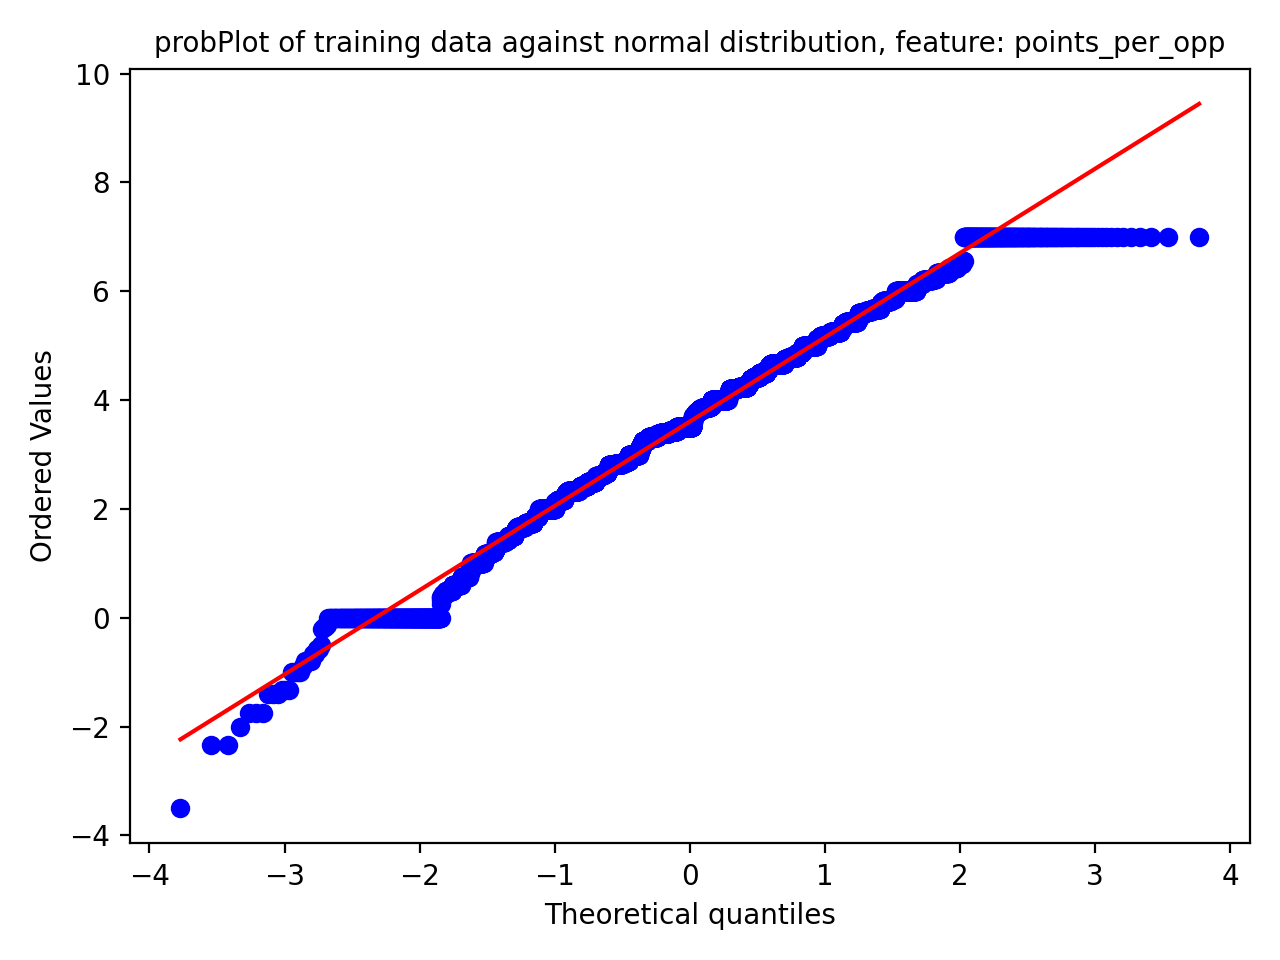 probPlot of training data against normal distribution, feature: points_per_opp
10
8
6
4
2
0
−2
−4
Ordered Values
−4 −3 −2 −1 0 1 2 3 4
Theoretical quantiles